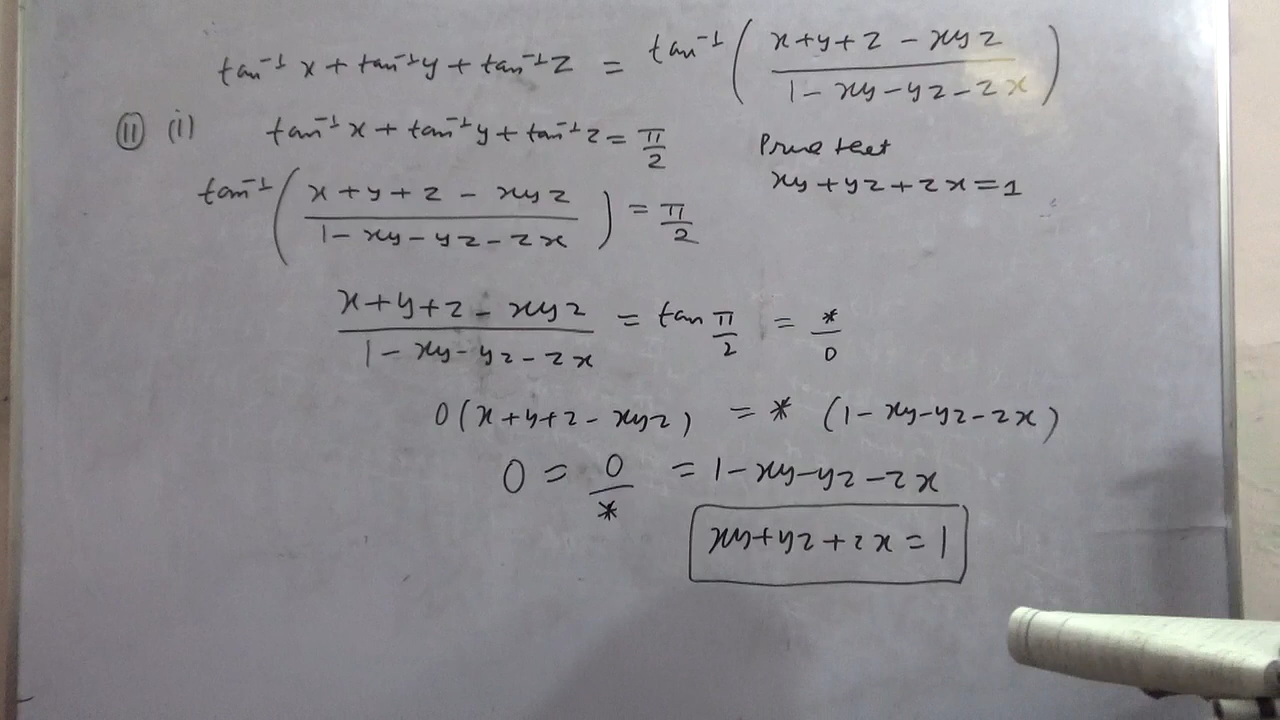 tan⁻¹ x + tan⁻¹y + tan⁻¹z = tan⁻¹ ( x+y+z - xyz / 1- xy-yz-zx )
⑪ (i) tan⁻¹x + tan⁻¹y + tan⁻¹z = π/2 Prove that
xy+yz+zx=1
tan⁻¹ ( x+y+z - xyz / 1- xy-yz-zx ) = π/2
x+y+z - xyz / 1- xy-yz-zx = tan π/2 = */0
0(x+y+z- xyz) = * (1- xy-yz-zx)
0 = 0/* = 1-xy-yz-zx
xy+yz+zx = 1